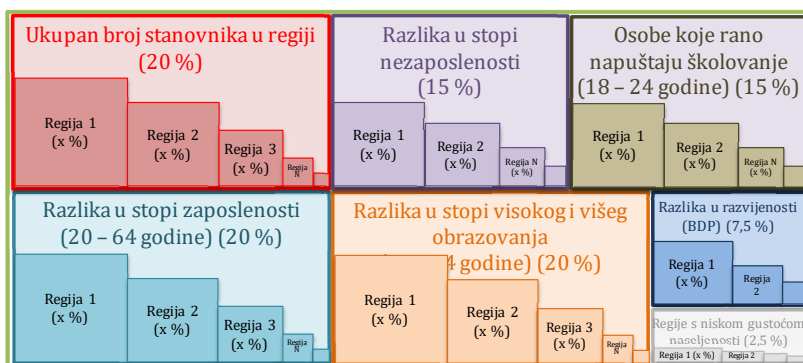 Ukupan broj stanovnika u regiji
(20 %)
Regija 1
(x %)
Regija 2
(x %)
Regija 3
(x %)
Regija
N
Razlika u stopi
nezaposlenosti
(15 %)
Regija 1
(x %)
Regija 2
(x %)
Regija N
(x %)
Osobe koje rano
napuštaju školovanje
(18 – 24 godine) (15 %)
Regija 1
(x %)
Regija 2
(x %)
Regija N
(x %)
Razlika u stopi zaposlenosti
(20 – 64 godine) (20 %)
Regija 1
(x %)
Regija 2
(x %)
Regija 3
(x %)
Regija
N
Razlika u stopi visokog i višeg
obrazovanja
4 godine) (20 %)
Regija 1
(x %)
Regija 2
(x %)
Regija 3
(x %)
Regija
N
Razlika u razvijenosti
(BDP) (7,5 %)
Regija 1
(x %)
Regija
2
Regije s niskom gustoćom
naseljenosti (2,5 %)
Regija 1 (x %)
Regija 2